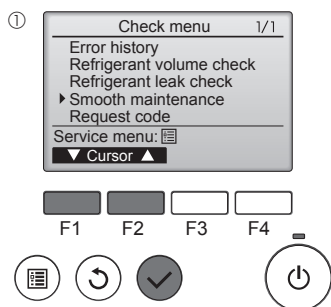 ①
Check menu 1/1
Error history
Refrigerant volume check
Refrigerant leak check
Smooth maintenance
Request code
Service menu:
▼ Cursor ▲
F1 F2 F3 F4